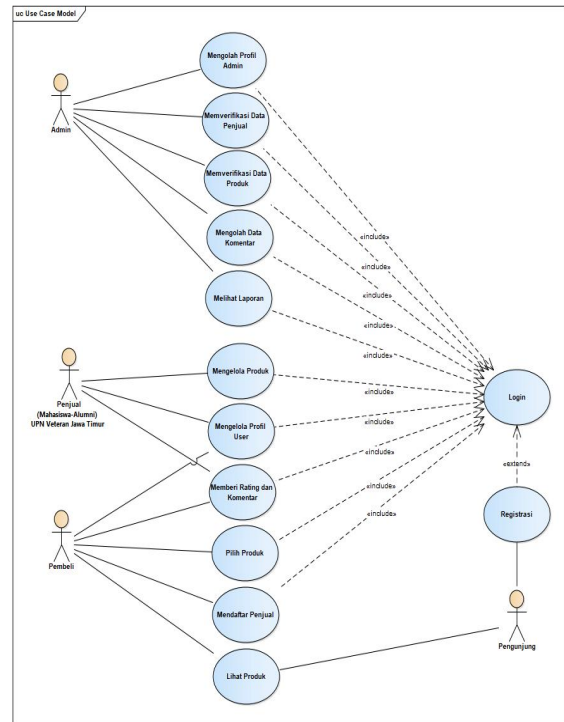 uc Use Case Model
Mengolah Profil
Admin
Admin
Memverifikasi Data
Penjual
Memverifikasi Data
Produk
Mengolah Data
Komentar
Melihat Laporan
«include»
«include»
«include»
«include»
«include»
Penjual
(Mahasiswa-Alumni)
UPN Veteran Jawa Timur
Mengelola Produk
Mengelola Profil
User
Memberi Rating dan
Komentar
Pilih Produk
Mendaftar Penjual
Lihat Produk
Pembeli
«include»
«include»
«include»
«include»
«include»
Login
«extend»
Registrasi
Pengunjung